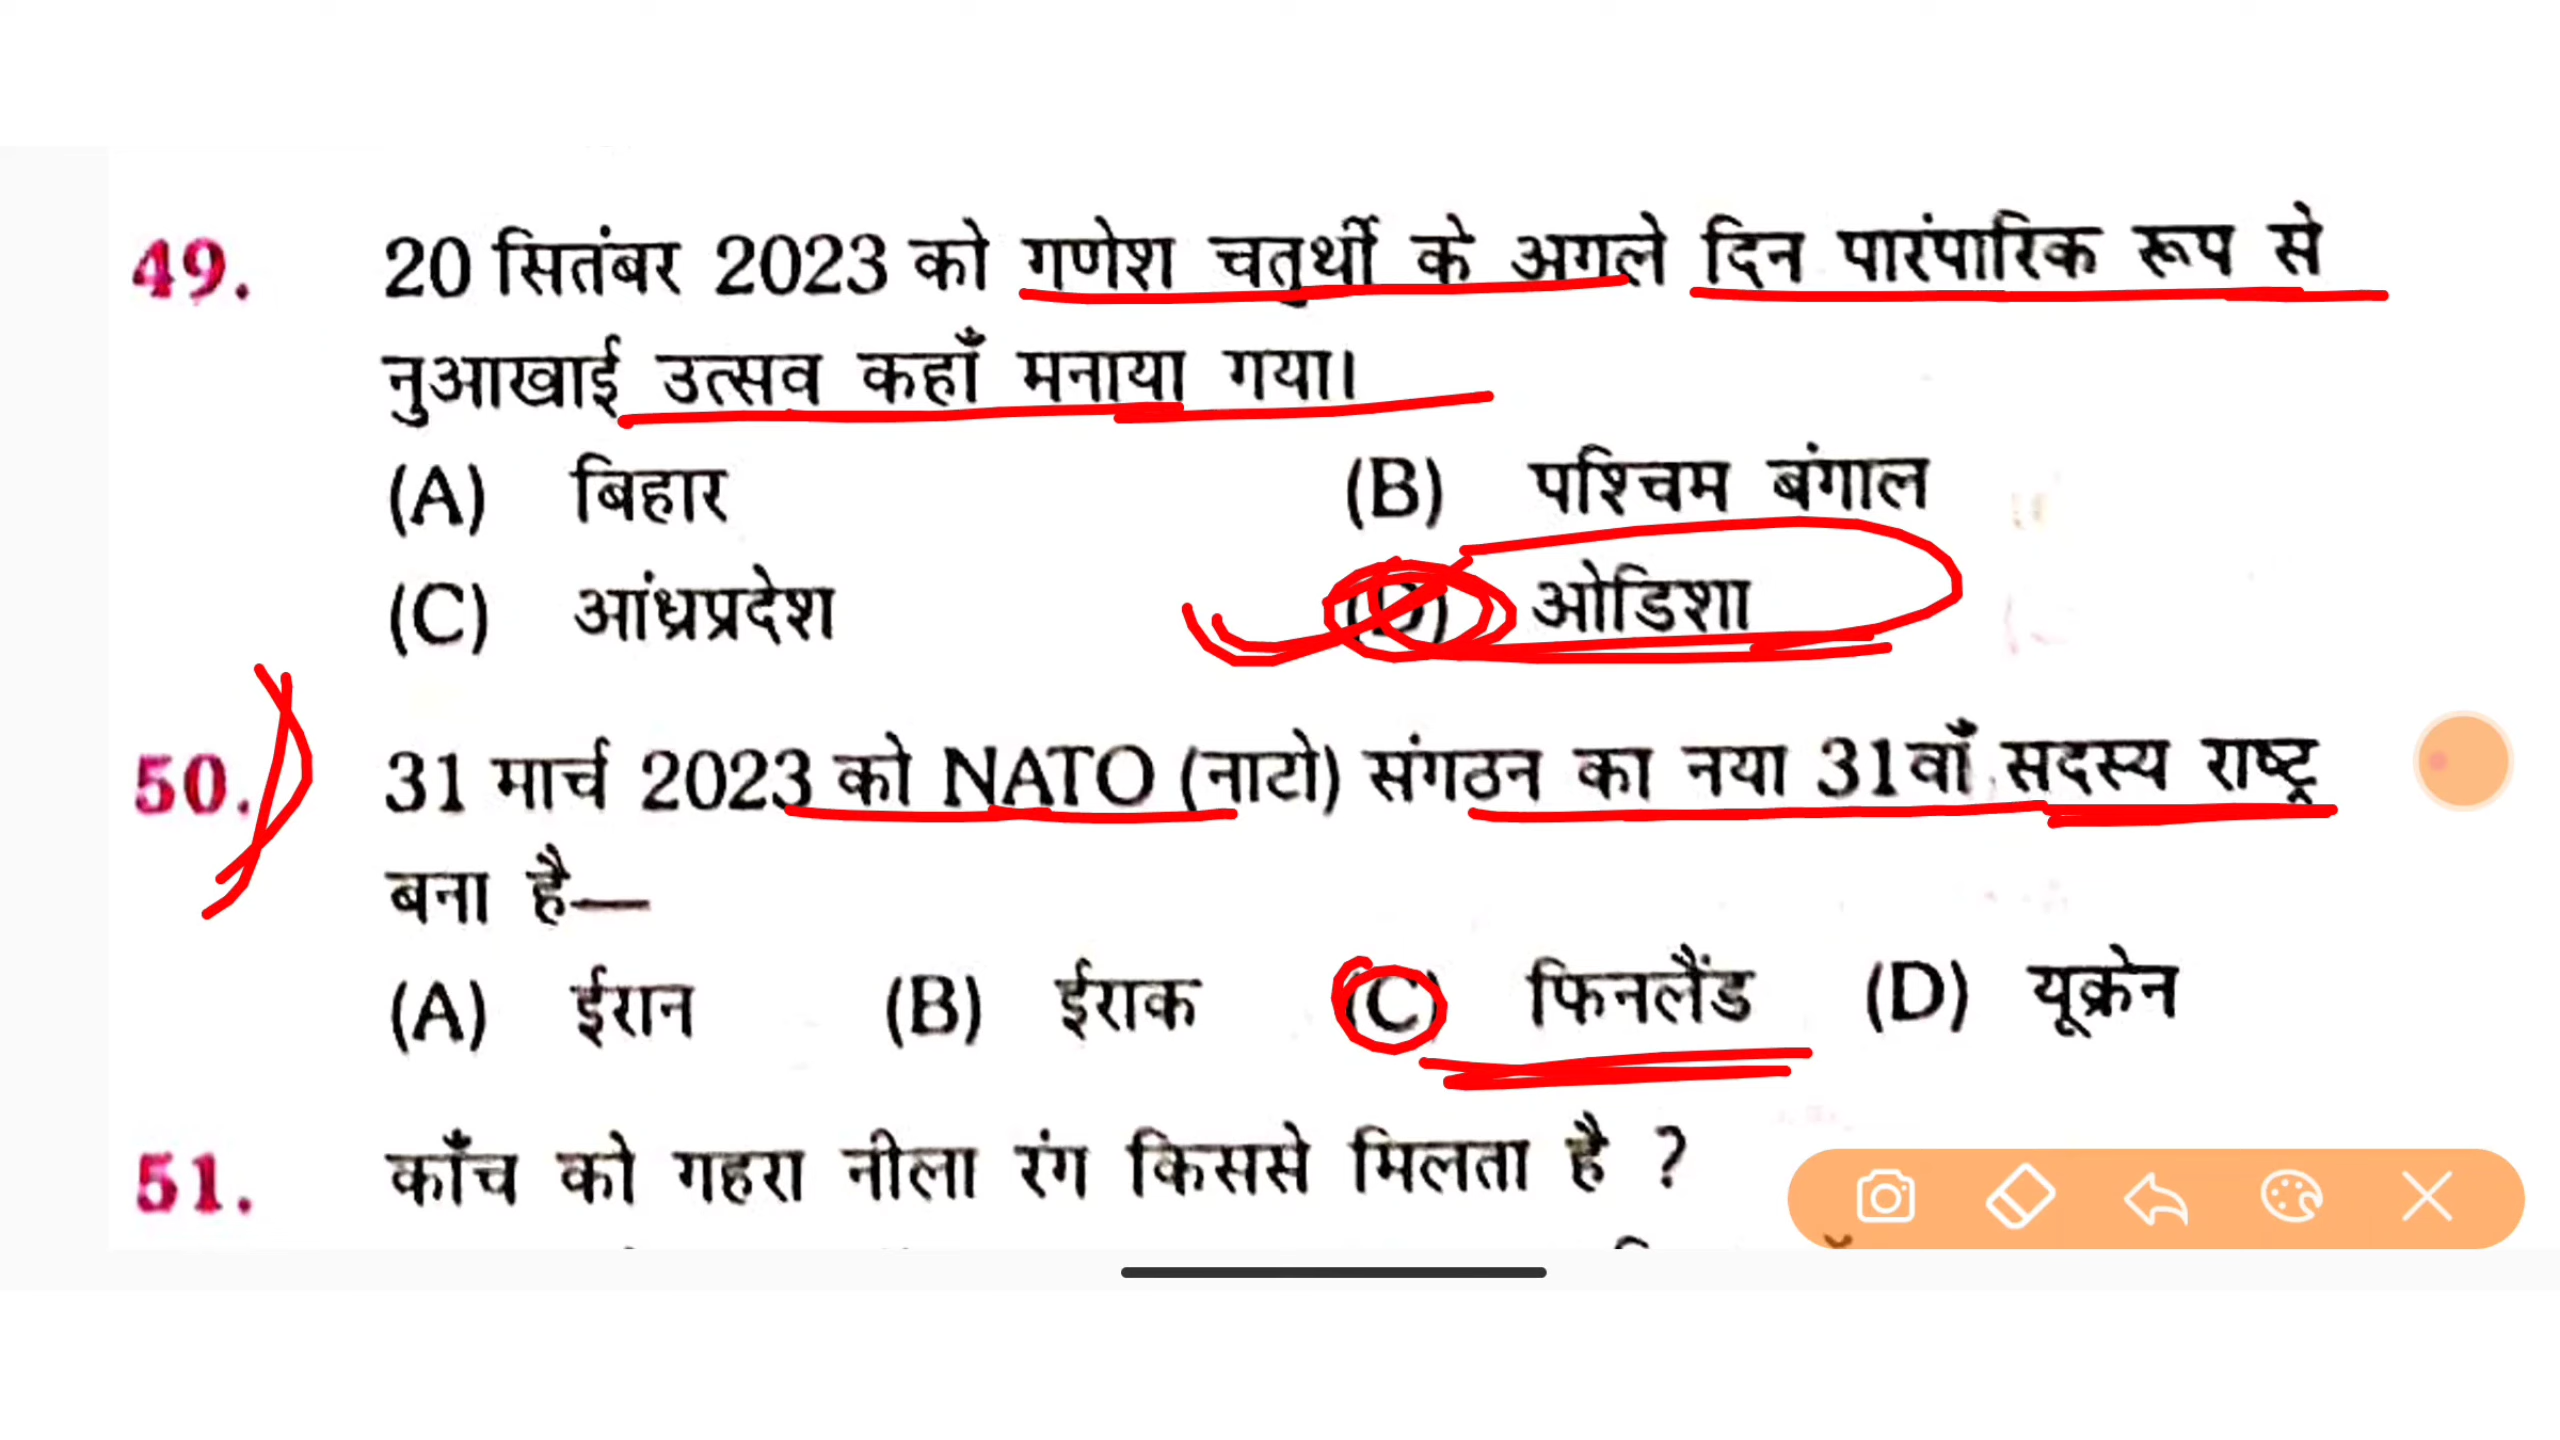 49. 20 सितंबर 2023 को गणेश चतुर्थी के अगले दिन पारंपारिक रूप से
नुआखाई उत्सव कहाँ मनाया गया।
(A) बिहार (B) पश्चिम बंगाल
(C) आंध्रप्रदेश (D) ओडिशा
50. 31 मार्च 2023 को NATO (नाटो) संगठन का नया 31वाँ सदस्य राष्ट्र
बना है—
(A) ईरान (B) ईराक (C) फिनलैंड (D) यूक्रेन
51. काँच को गहरा नीला रंग किससे मिलता है ?